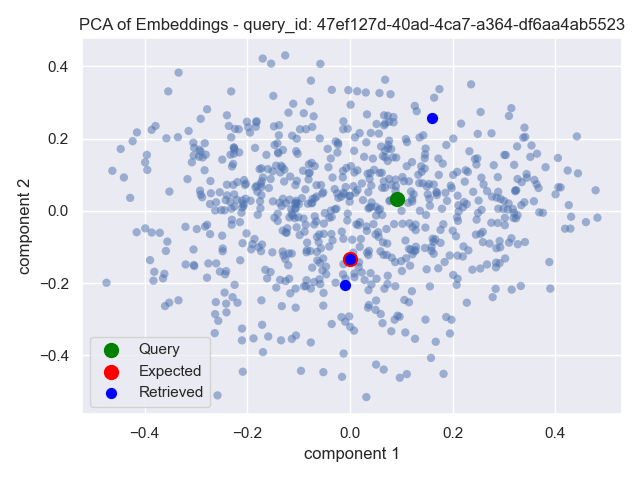 PCA of Embeddings - query_id: 47ef127d-40ad-4ca7-a364-df6aa4ab5523
0.4
0.2
0.0
−0.2
−0.4
component 2
Query
Expected
Retrieved
−0.4
−0.2
0.0
0.2
0.4
component 1